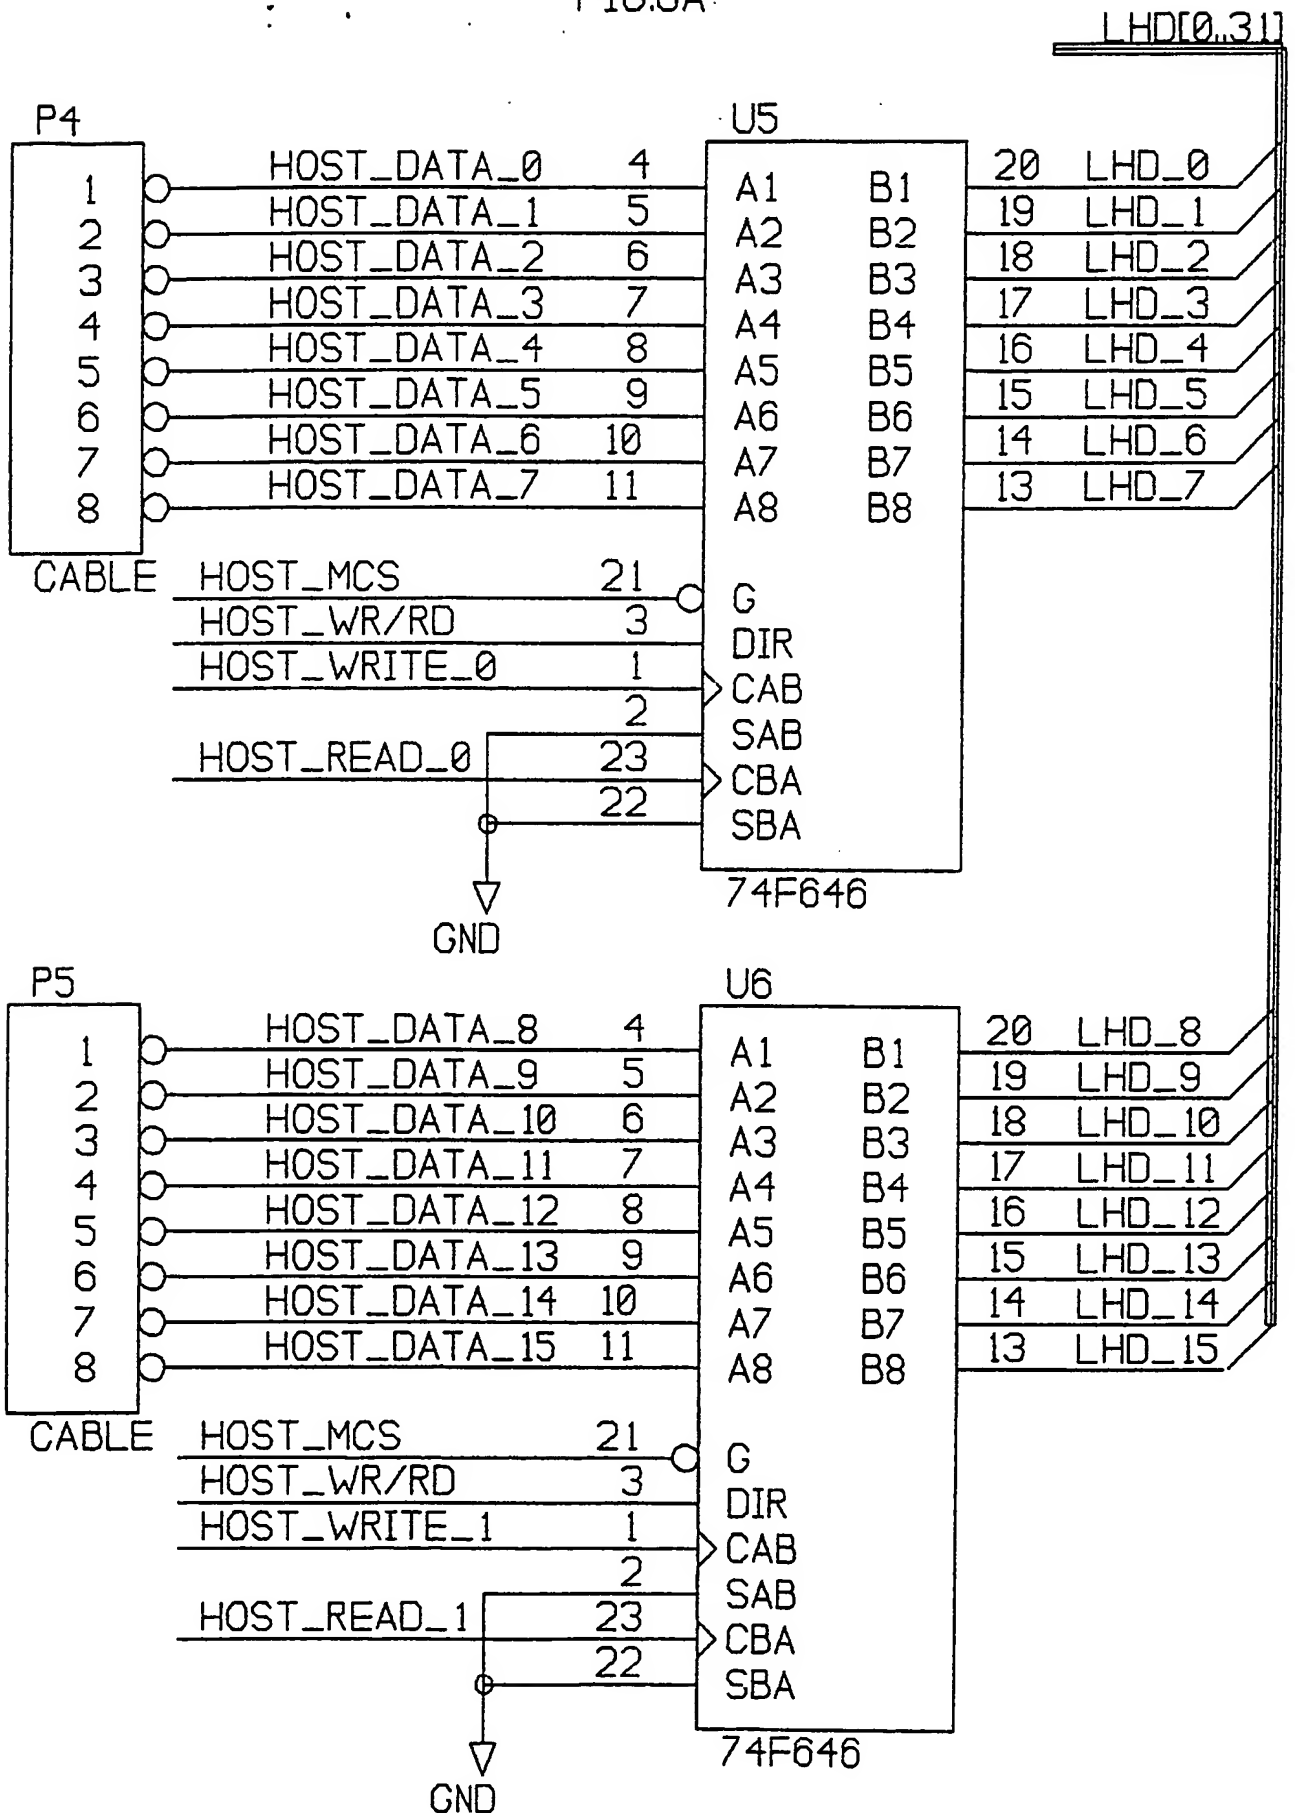 LHD[0..31]
P4
U5
1 HOST_DATA_0 4 A1 B1 20 LHD_0
2 HOST_DATA_1 5 A2 B2 19 LHD_1
3 HOST_DATA_2 6 A3 B3 18 LHD_2
4 HOST_DATA_3 7 A4 B4 17 LHD_3
5 HOST_DATA_4 8 A5 B5 16 LHD_4
6 HOST_DATA_5 9 A6 B6 15 LHD_5
7 HOST_DATA_6 10 A7 B7 14 LHD_6
8 HOST_DATA_7 11 A8 B8 13 LHD_7
CABLE
HOST_MCS 21 G
HOST_WR/RD 3 DIR
HOST_WRITE_0 1 CAB
2 SAB
HOST_READ_0 23 CBA
22 SBA
74F646
GND
P5
U6
1 HOST_DATA_8 4 A1 B1 20 LHD_8
2 HOST_DATA_9 5 A2 B2 19 LHD_9
3 HOST_DATA_10 6 A3 B3 18 LHD_10
4 HOST_DATA_11 7 A4 B4 17 LHD_11
5 HOST_DATA_12 8 A5 B5 16 LHD_12
6 HOST_DATA_13 9 A6 B6 15 LHD_13
7 HOST_DATA_14 10 A7 B7 14 LHD_14
8 HOST_DATA_15 11 A8 B8 13 LHD_15
CABLE
HOST_MCS 21 G
HOST_WR/RD 3 DIR
HOST_WRITE_1 1 CAB
2 SAB
HOST_READ_1 23 CBA
22 SBA
74F646
GND